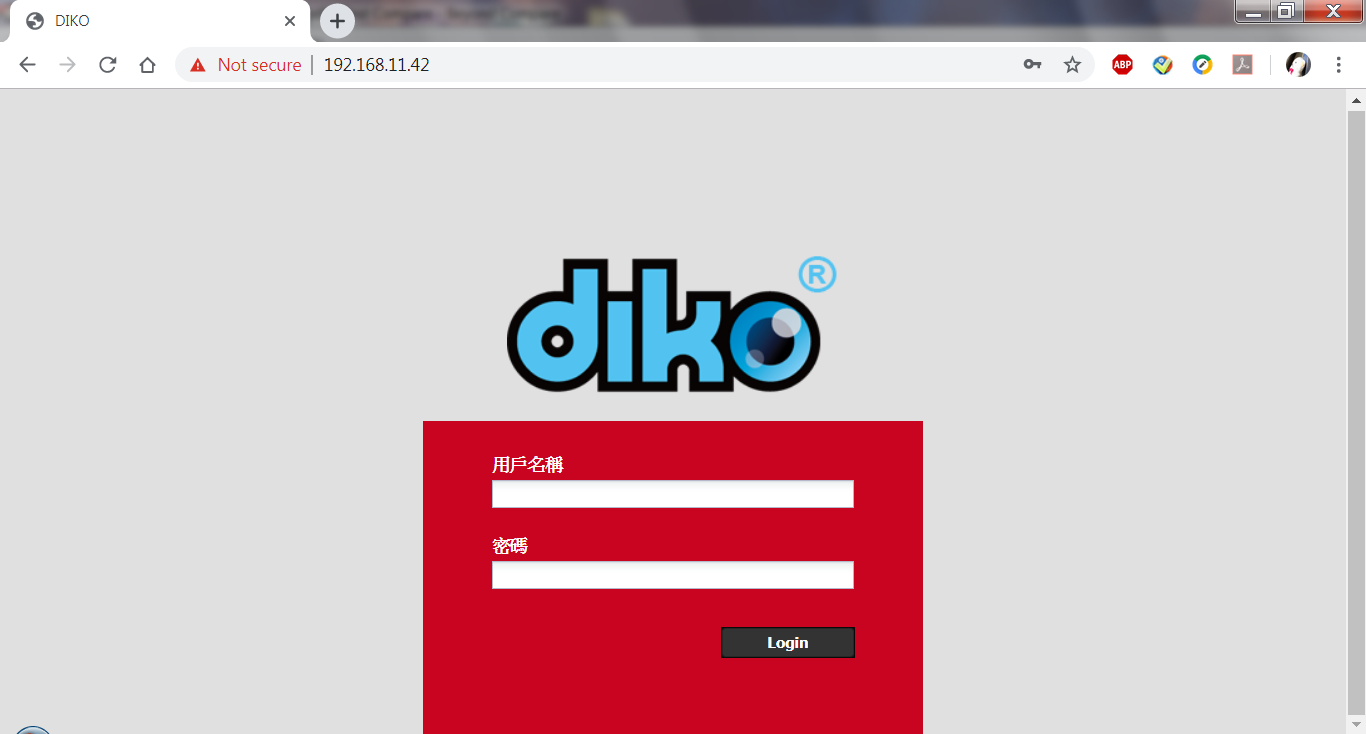 DIKO
Not secure 192.168.11.42
ABP
diko®
用戶名稱
密碼
Login